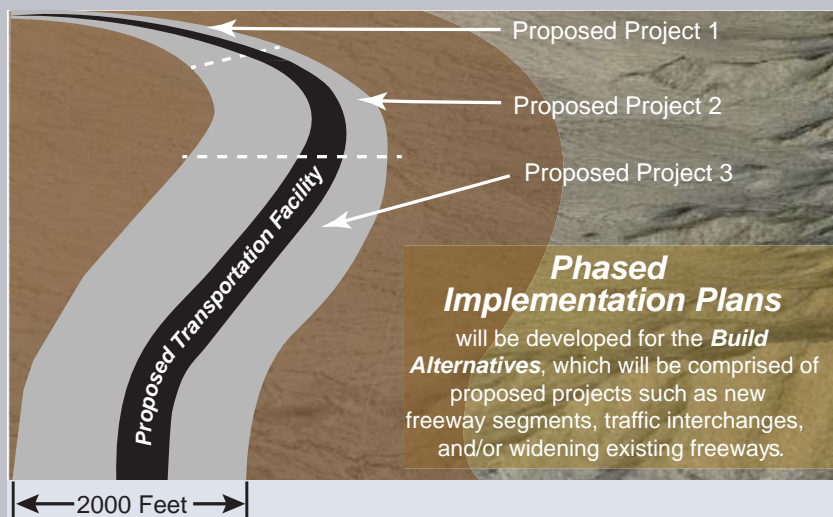 Proposed Project 1
Proposed Project 2
Proposed Project 3
Proposed Transportation Facility
Phased
Implementation Plans
will be developed for the Build
Alternatives, which will be comprised of
proposed projects such as new
freeway segments, traffic interchanges,
and/or widening existing freeways.
2000 Feet